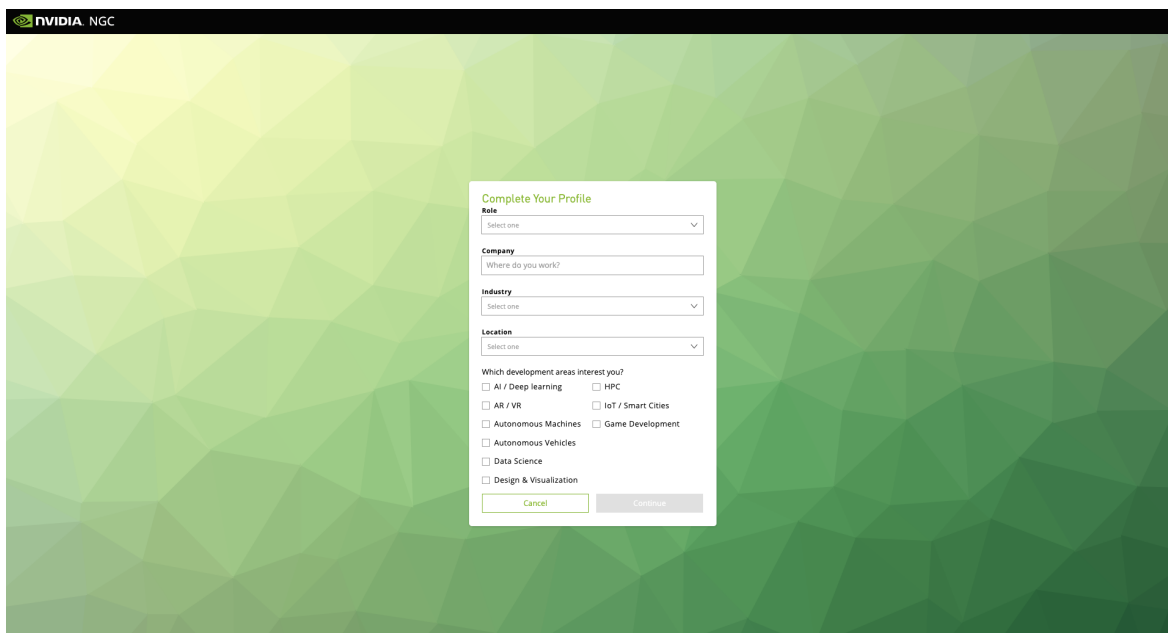 NVIDIA. NGC
Complete Your Profile
Role
Select one
Company
Where do you work?
Industry
Select one
Location
Select one
Which development areas interest you?
AI / Deep learning
HPC
AR / VR
IoT / Smart Cities
Autonomous Machines
Game Development
Autonomous Vehicles
Data Science
Design & Visualization
Cancel
Continue